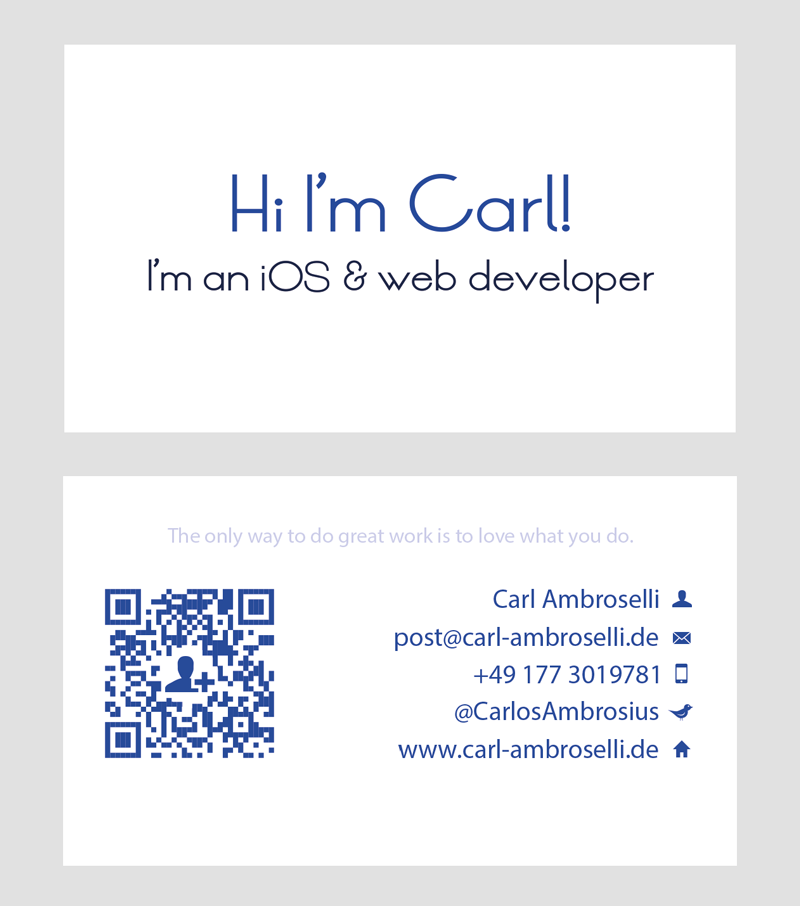 Hi I’m Carl!
I’m an iOS & web developer
The only way to do great work is to love what you do.
Carl Ambroselli
post@carl-ambroselli.de
+49 177 3019781
@CarlosAmbrosius
www.carl-ambroselli.de